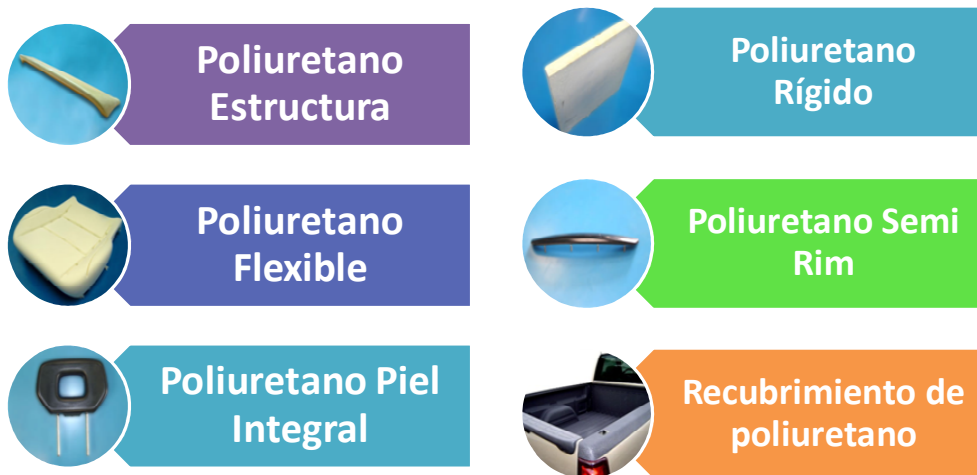 Poliuretano
Estructura
Poliuretano
Rígido
Poliuretano
Flexible
Poliuretano Semi
Rim
Poliuretano Piel
Integral
Recubrimiento de
poliuretano